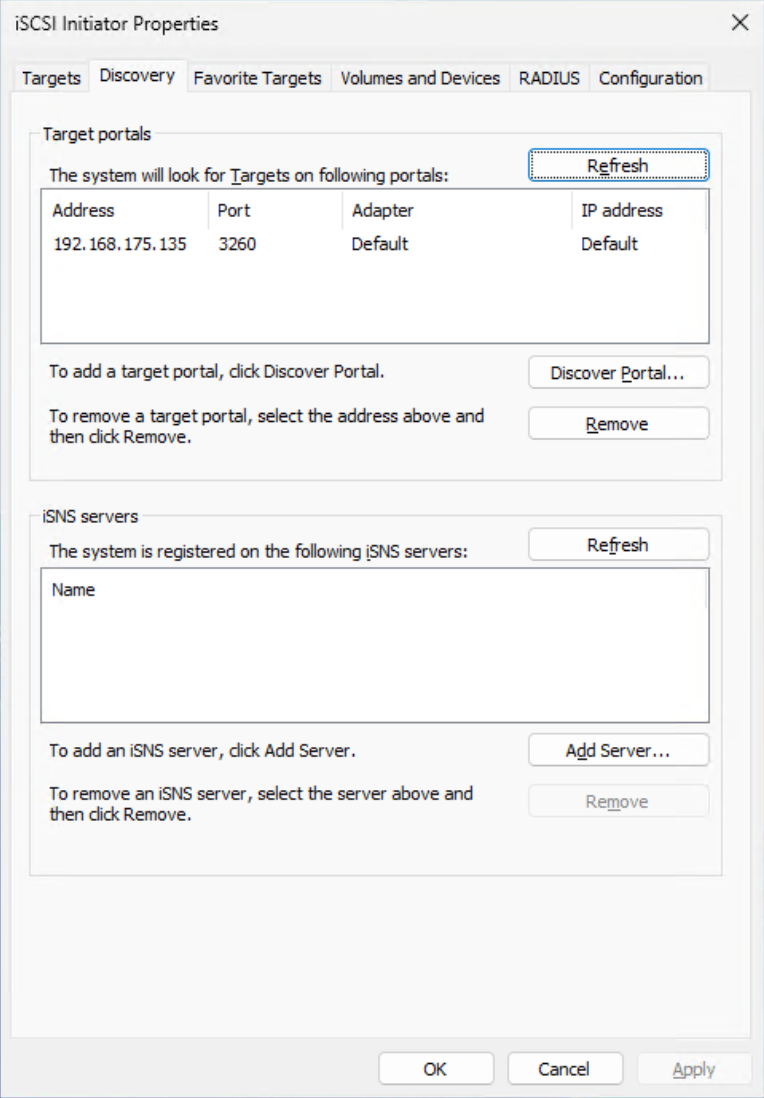 iSCSI Initiator Properties
Targets Discovery Favorite Targets Volumes and Devices RADIUS Configuration
Target portals
The system will look for Targets on following portals:
Refresh
Address Port Adapter IP address
192.168.175.135 3260 Default Default
To add a target portal, click Discover Portal.
Discover Portal...
To remove a target portal, select the address above and
then click Remove.
Remove
iSNS servers
The system is registered on the following iSNS servers:
Refresh
Name
To add an iSNS server, click Add Server.
Add Server...
To remove an iSNS server, select the server above and
then click Remove.
Remove
OK Cancel Apply